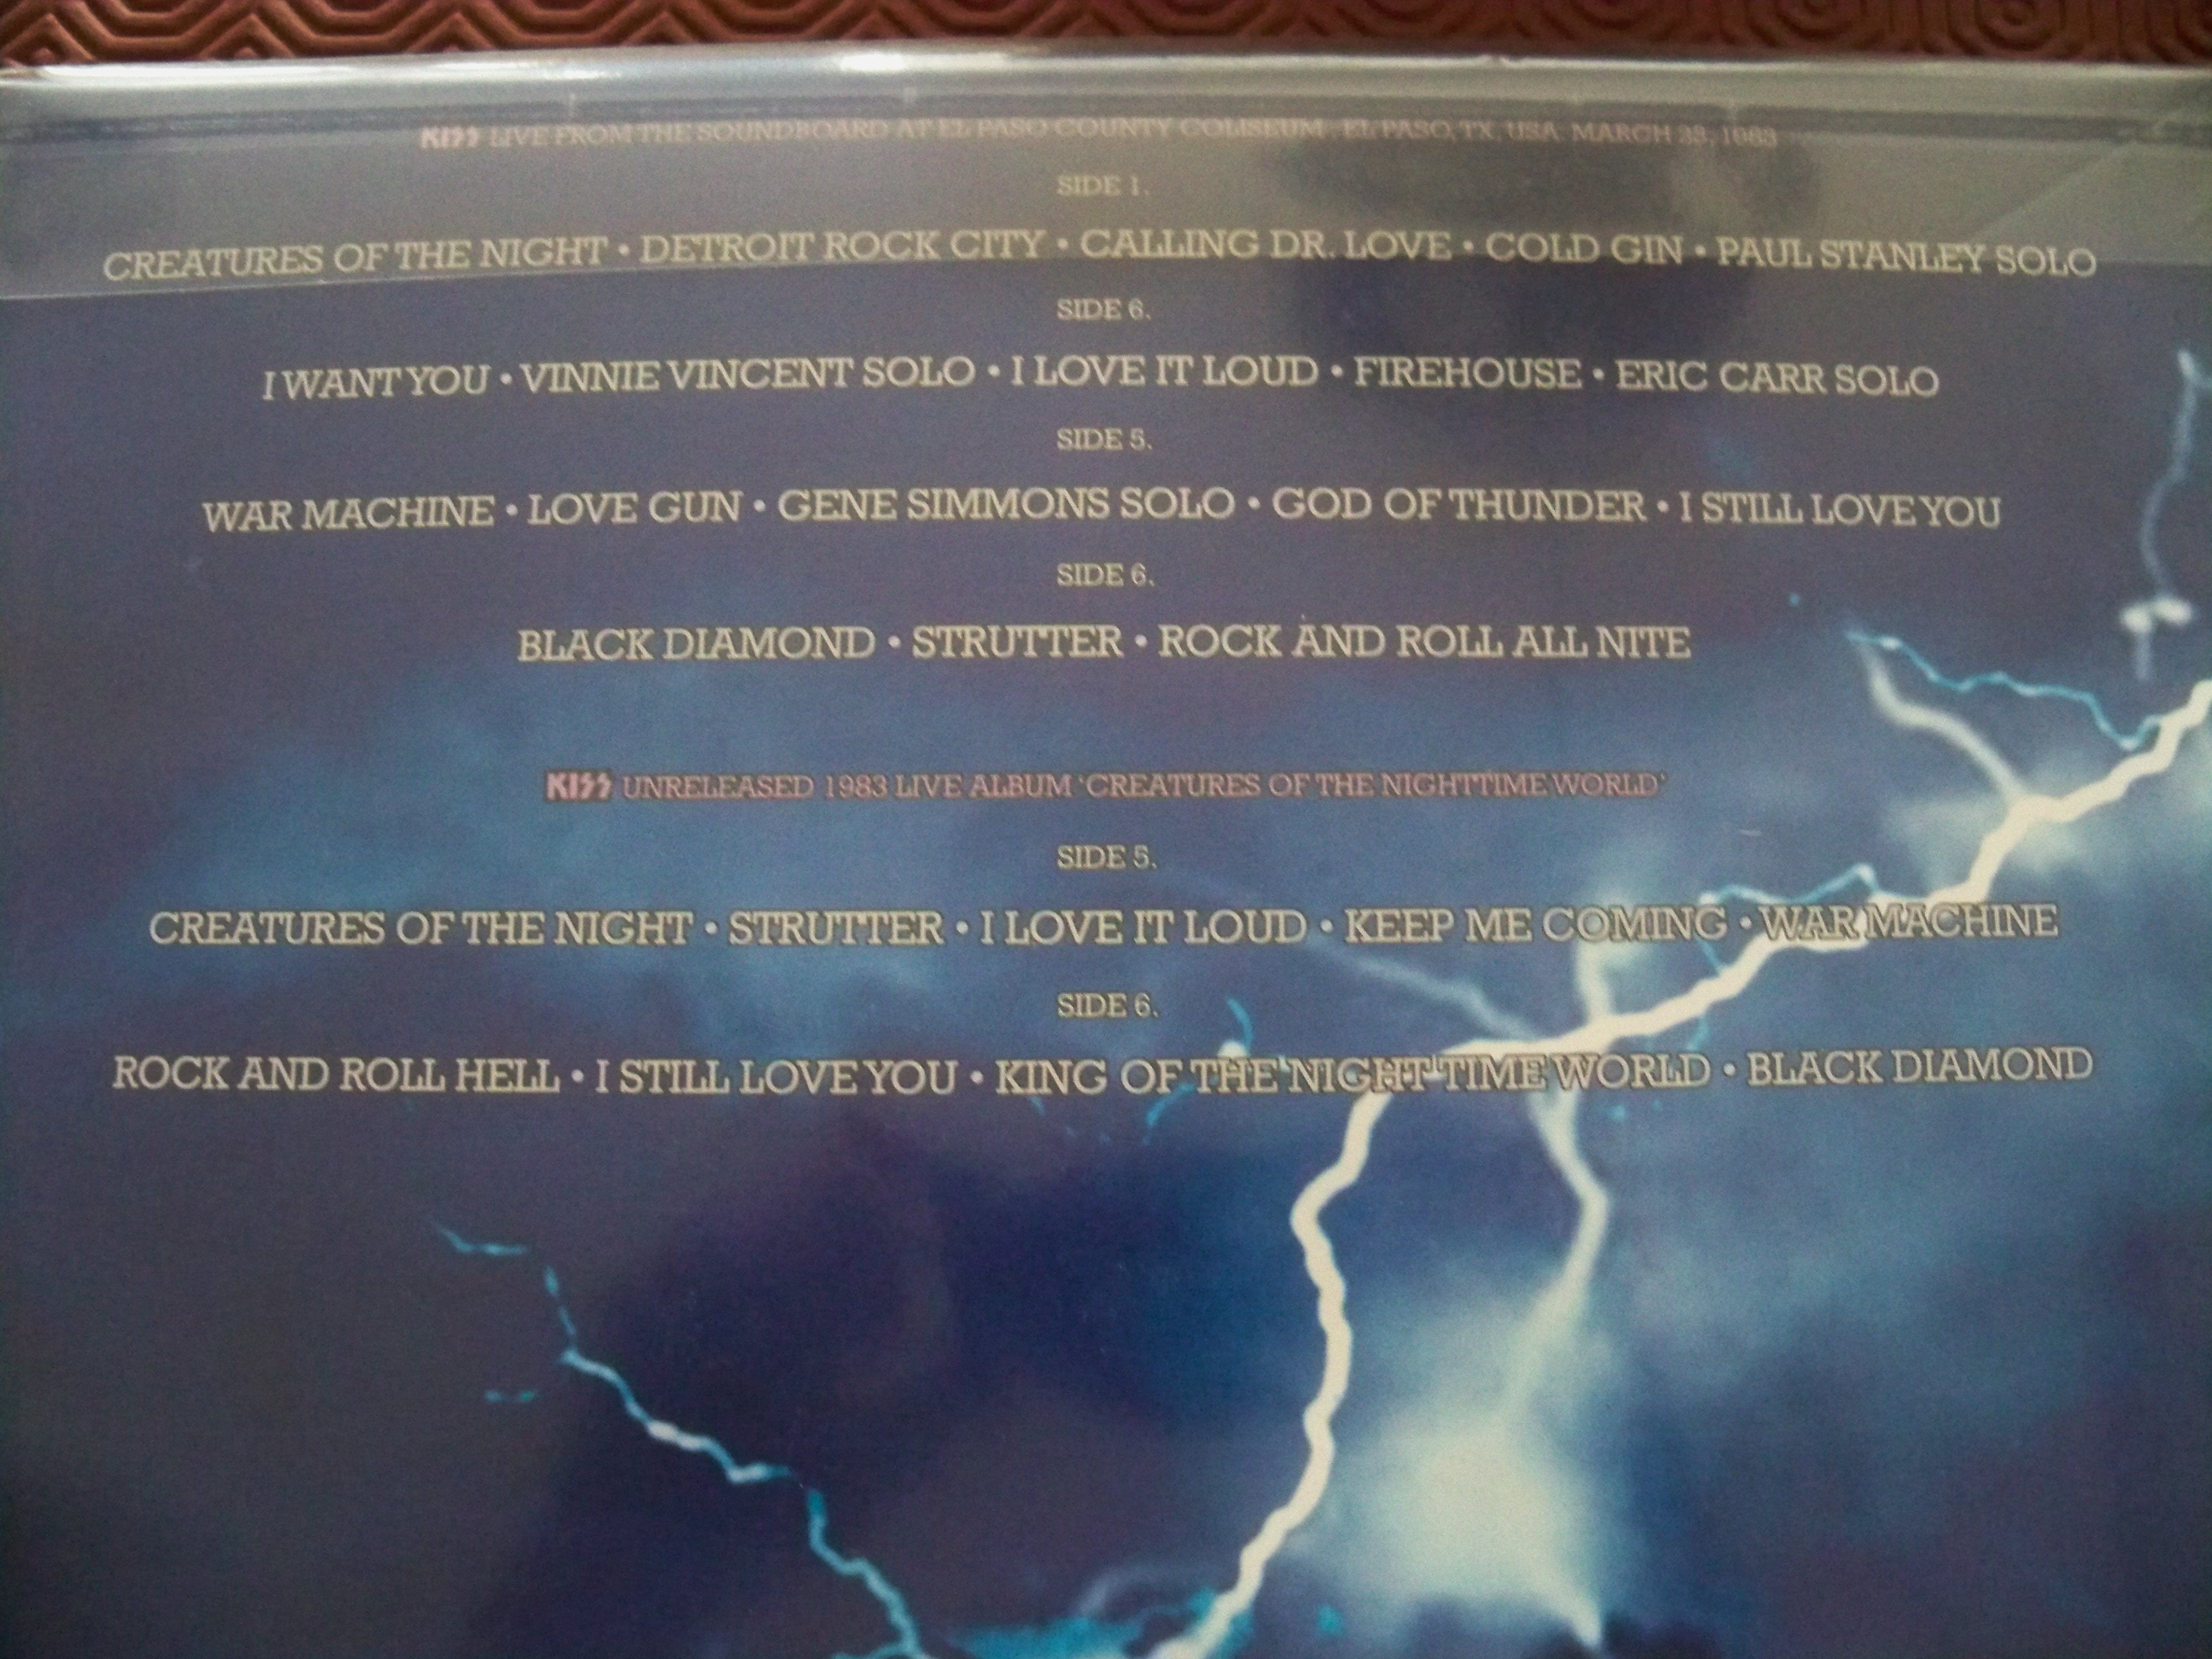 KISS LIVE FROM THE SOUNDBOARD AT EL PASO COUNTY COLISEUM, EL PASO, TX, USA. MARCH
SIDE 1.
CREATURES OF THE NIGHT • DETROIT ROCK CITY • CALLING DR. LOVE • COLD GIN • PAUL STANLEY SOLO
SIDE 6.
I WANT YOU • VINNIE VINCENT SOLO • I LOVE IT LOUD • FIREHOUSE • ERIC CARR SOLO
SIDE 5.
WAR MACHINE • LOVE GUN • GENE SIMMONS SOLO • GOD OF THUNDER • I STILL LOVE YOU
SIDE 6.
BLACK DIAMOND • STRUTTER • ROCK AND ROLL ALL NITE
KISS UNRELEASED 1983 LIVE ALBUM 'CREATURES OF THE NIGHTTIME WORLD'
SIDE 5.
CREATURES OF THE NIGHT • STRUTTER • I LOVE IT LOUD • KEEP ME COMING • WAR MACHINE
SIDE 6.
ROCK AND ROLL HELL • I STILL LOVE YOU • KING OF THE NIGHT TIME WORLD • BLACK DIAMOND